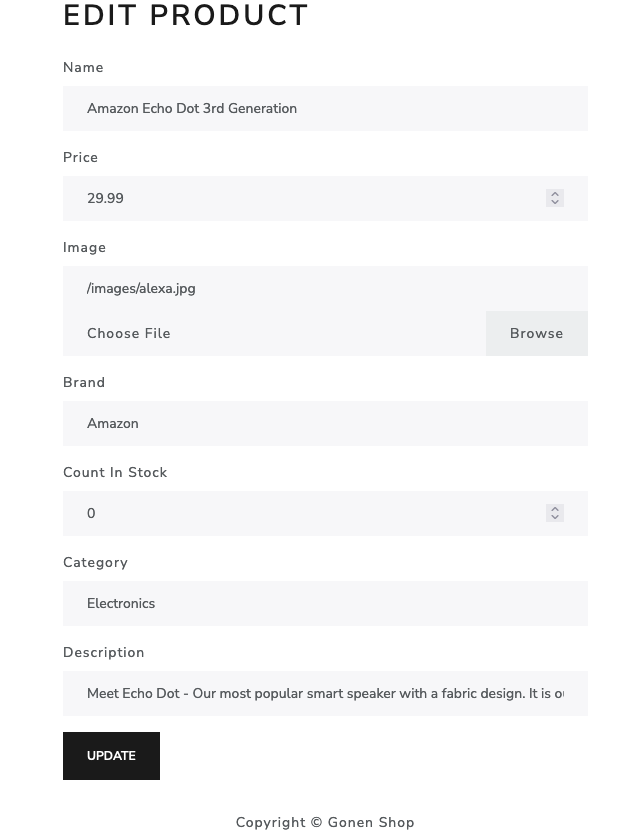 EDIT PRODUCT
Name
Amazon Echo Dot 3rd Generation
Price
29.99
Image
/images/alexa.jpg
Choose File
Browse
Brand
Amazon
Count In Stock
0
Category
Electronics
Description
Meet Echo Dot - Our most popular smart speaker with a fabric design. It is
UPDATE
Copyright © Gonen Shop